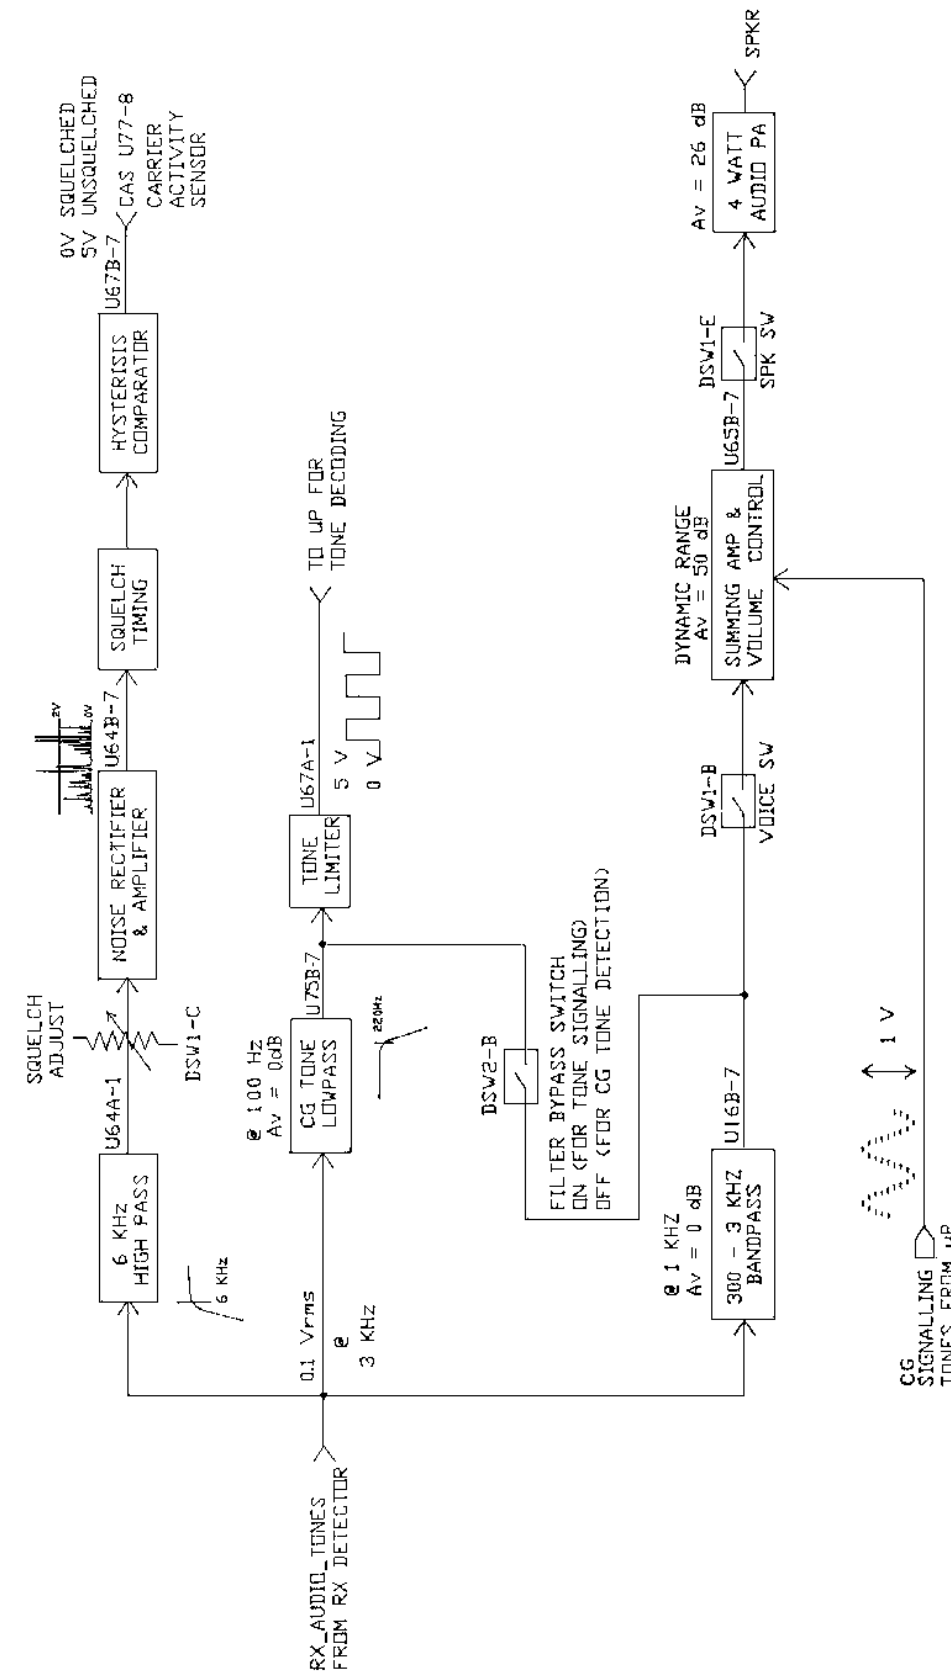 0V SQUELCHED
5V UNSQUELCHED
U67B-7
CAS U77-8
CARRIER
ACTIVITY
SENSOR
HYSTERISIS
COMPARATOR
SQUELCH
TIMING
U64B-7
2V
0V
NOISE RECTIFIER
& AMPLIFIER
SQUELCH
ADJUST
DSW1-C
U64A-1
6 KHz
HIGH PASS
6 KHz
TO UP FOR
TONE DECODING
U67A-1
5 V
0 V
TONE
LIMITER
U75B-7
@ 100 Hz
Av = 0dB
CG TONE
LOWPASS
220Hz
0.1 Vrms
@
3 KHz
RX_AUDIO_TONES
FROM RX DETECTOR
DSW2-B
FILTER BYPASS SWITCH
ON (FOR TONE SIGNALLING)
OFF (FOR CG TONE DETECTION)
@ 1 KHZ
Av = 0 dB
300 - 3 KHZ
BANDPASS
U16B-7
DSW1-B
VOICE SW
DYNAMIC RANGE
Av = 50 dB
SUMMING AMP &
VOLUME CONTROL
U65B-7
DSW1-E
SPK SW
Av = 26 dB
4 WATT
AUDIO PA
SPKR
1 V
CG
SIGNALLING
TONES FROM uP